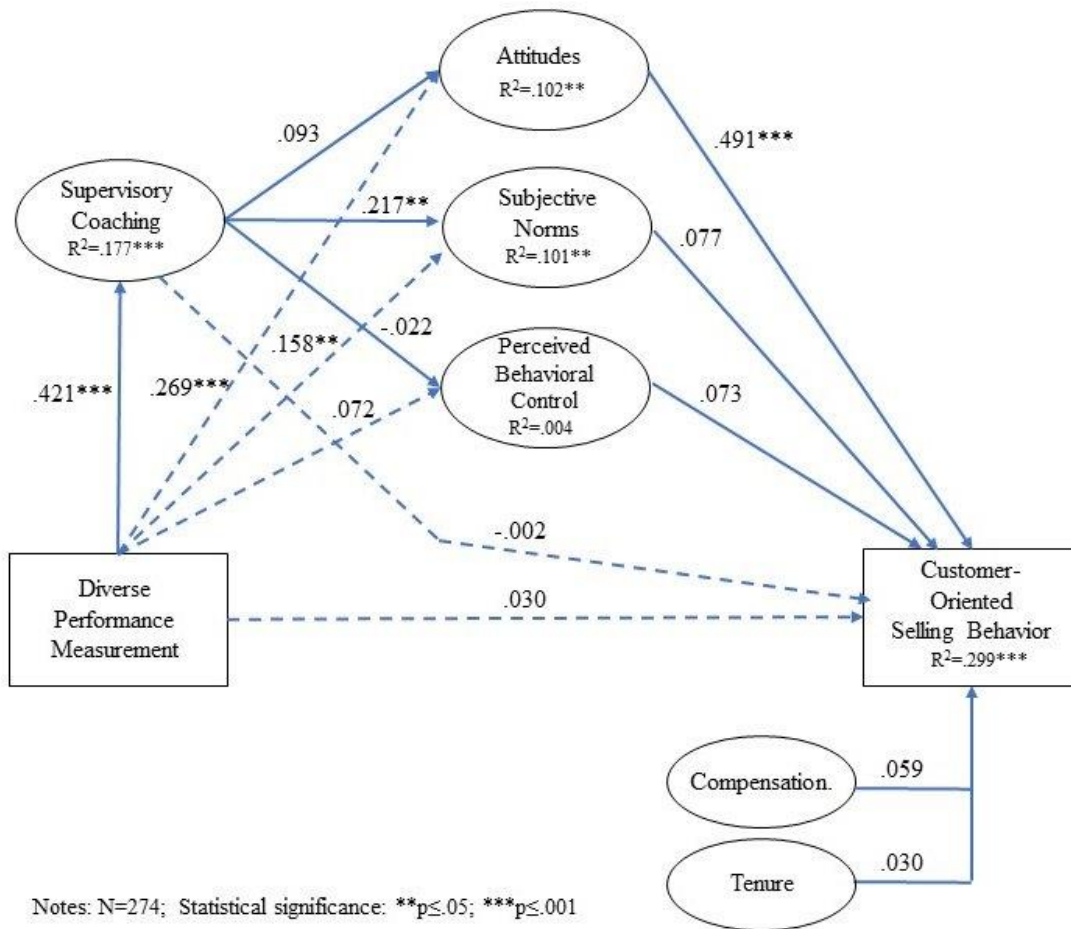 Attitudes
R²=.102**
.093
.491***
Supervisory
Coaching
R²=.177***
.217**
Subjective
Norms
R²=.101**
.077
-.022
.158**
Perceived
Behavioral
Control
R²=.004
.421***
.269***
.072
.073
-.002
Diverse
Performance
Measurement
.030
Customer-
Oriented
Selling Behavior
R²=.299***
Compensation.
.059
Tenure
.030
Notes: N=274; Statistical significance: **p≤.05; ***p≤.001